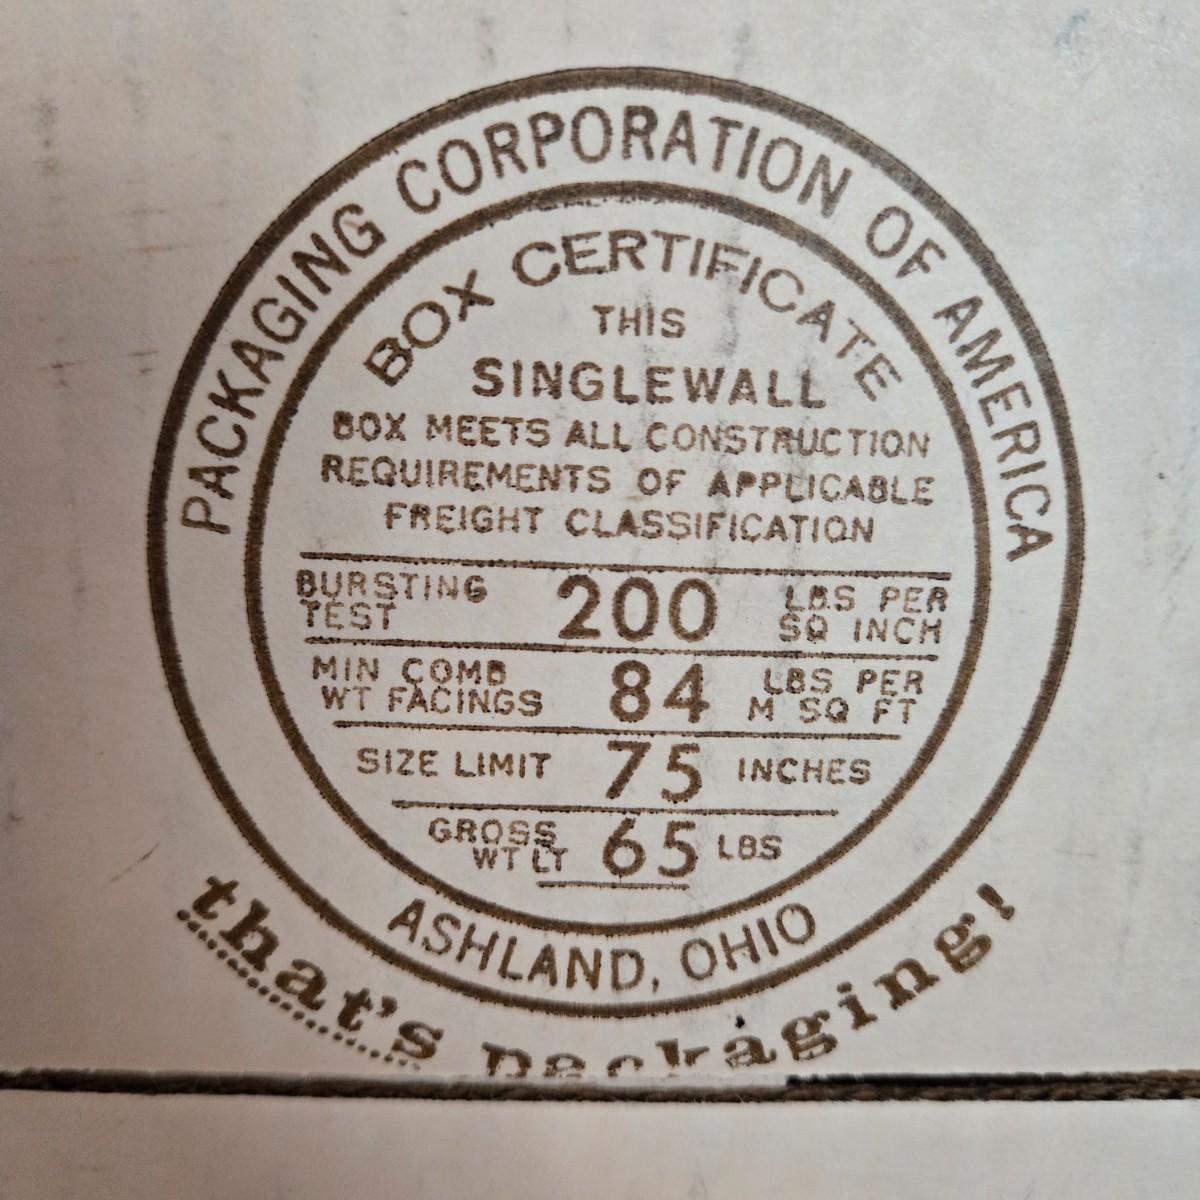 PACKAGING CORPORATION OF AMERICA
BOX CERTIFICATE
THIS
SINGLEWALL
BOX MEETS ALL CONSTRUCTION
REQUIREMENTS OF APPLICABLE
FREIGHT CLASSIFICATION
BURSTING TEST 200 LBS PER SQ INCH
MIN COMB WT FACINGS 84 LBS PER M SQ FT
SIZE LIMIT 75 INCHES
GROSS WT LT 65 LBS
ASHLAND, OHIO
that's packaging!